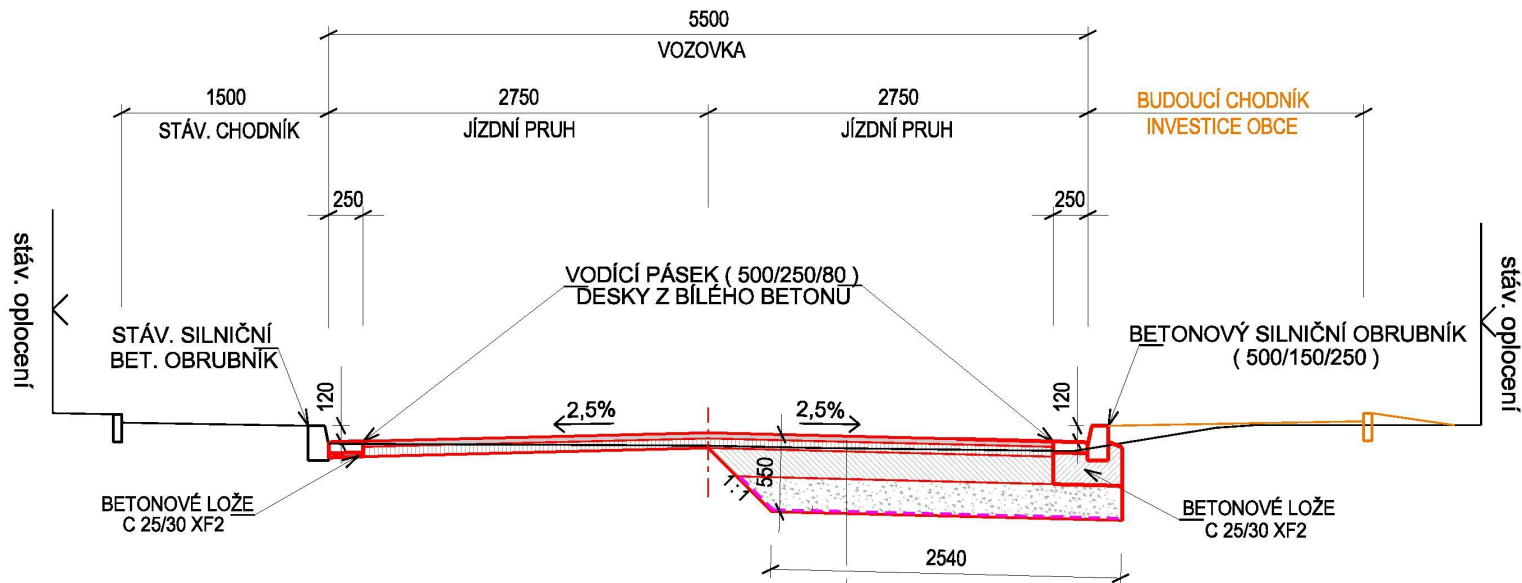 5500
VOZOVKA
1500
2750
2750
BUDOUCÍ CHODNÍK
STÁV. CHODNÍK
JÍZDNÍ PRUH
JÍZDNÍ PRUH
INVESTICE OBCE
250
250
stáv. oplocení
stáv. oplocení
VODÍCÍ PÁSEK ( 500/250/80 )
DESKY Z BÍLÉHO BETONU
STÁV. SILNIČNÍ
BET. OBRUBNÍK
BETONOVÝ SILNIČNÍ OBRUBNÍK
( 500/150/250 )
120
2,5%
2,5%
120
550
BETONOVÉ LOŽE
C 25/30 XF2
BETONOVÉ LOŽE
C 25/30 XF2
2540